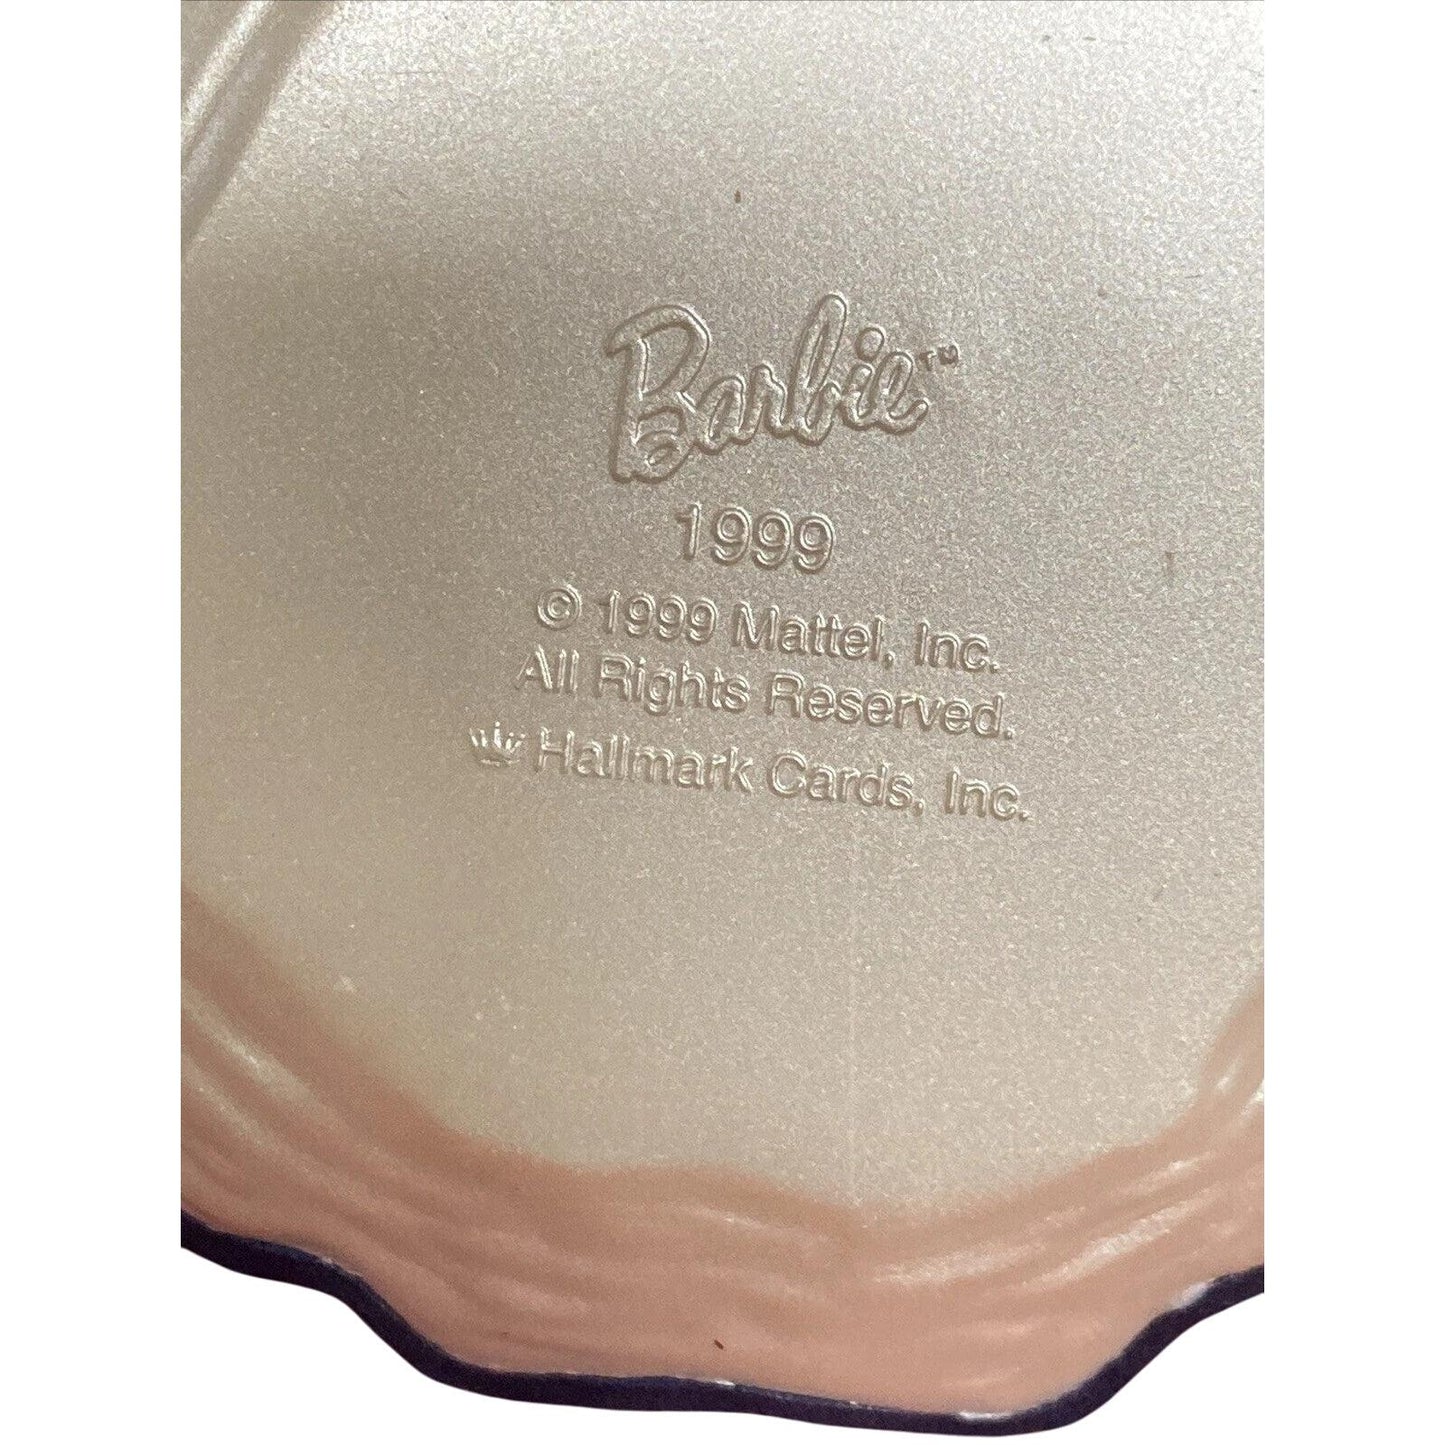 Barbie™
1999
© 1999 Mattel, Inc.
All Rights Reserved.
Hallmark Cards, Inc.